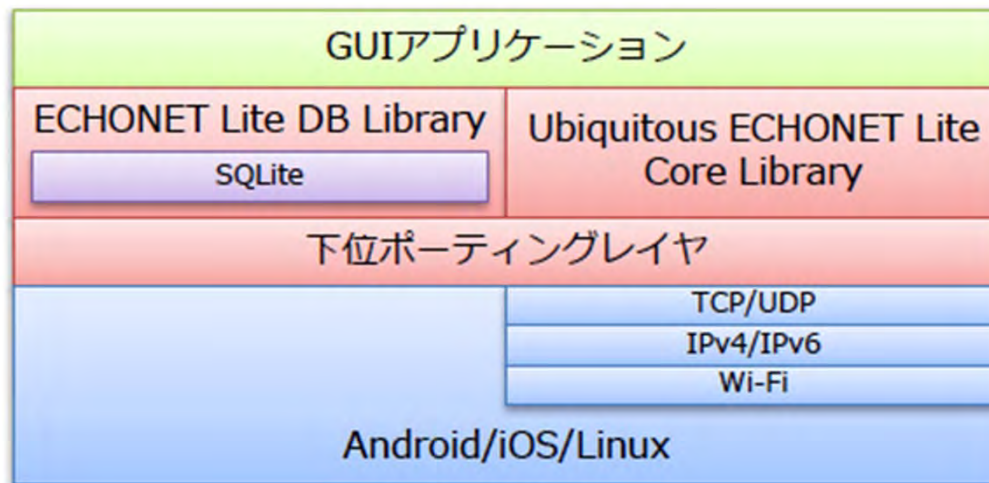 GUIアプリケーション
ECHONET Lite DB Library
SQLite
Ubiquitous ECHONET Lite
Core Library
下位ポーティングレイヤ
TCP/UDP
IPv4/IPv6
Wi-Fi
Android/iOS/Linux